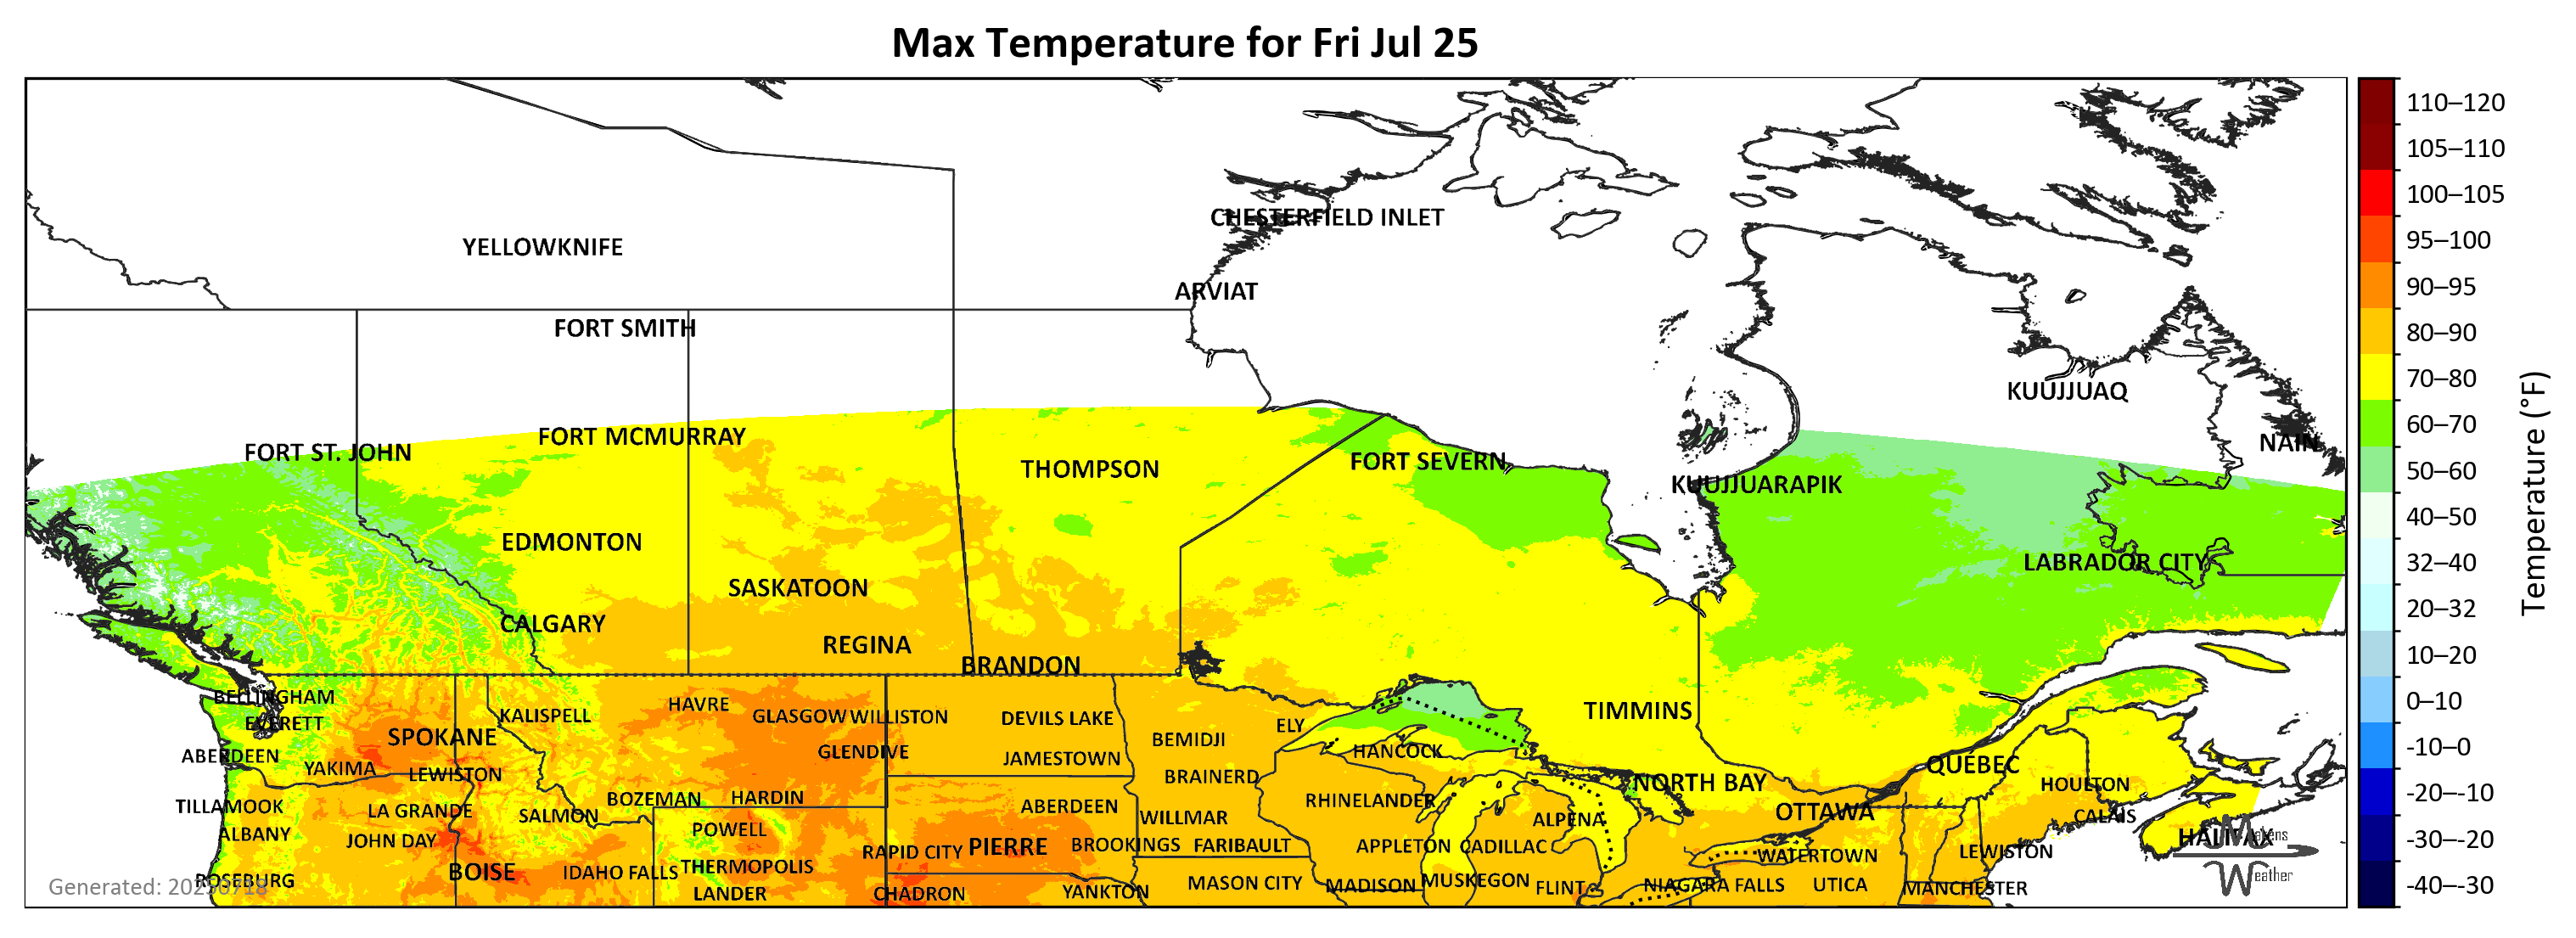 Max Temperature for Fri Jul 25
CHESTERFIELD INLET
YELLOWKNIFE
ARVIAT
FORT SMITH
KUUJJUAQ
FORT MCMURRAY
NAIN
FORT ST. JOHN
FORT SEVERN
THOMPSON
KUUJJUARAPIK
EDMONTON
LABRADOR CITY
SASKATOON
CALGARY
REGINA
BRANDON
BELLINGHAM
HAVRE
TIMMINS
KALISPELL
GLASGOW
WILLISTON
DEVILS LAKE
EVERETT
ELY
SPOKANE
BEMIDJI
GLENDIVE
HANCOCK
ABERDEEN
JAMESTOWN
QUÉBEC
YAKIMA
LEWISTON
BRAINERD
NORTH BAY
HOULTON
BOZEMAN
HARDIN
RHINELANDER
TILLAMOOK
LA GRANDE
ABERDEEN
OTTAWA
SALMON
WILLMAR
CALAIS
ALPENA
POWELL
ALBANY
HALIFAX
JOHN DAY
PIERRE
BROOKINGS
FARIBAULT
APPLETON
CADILLAC
RAPID CITY
LEWISTON
WATERTOWN
THERMOPOLIS
BOISE
IDAHO FALLS
ROSEBURG
MUSKEGON
MASON CITY
MADISON
FLINT
NIAGARA FALLS
UTICA
MANCHESTER
LANDER
CHADRON
YANKTON
Generated: 20250718
Weather
110–120
105–110
100–105
95–100
90–95
80–90
70–80
60–70
50–60
40–50
32–40
20–32
10–20
0–10
-10–0
-20–-10
-30–-20
-40–-30
Temperature (°F)